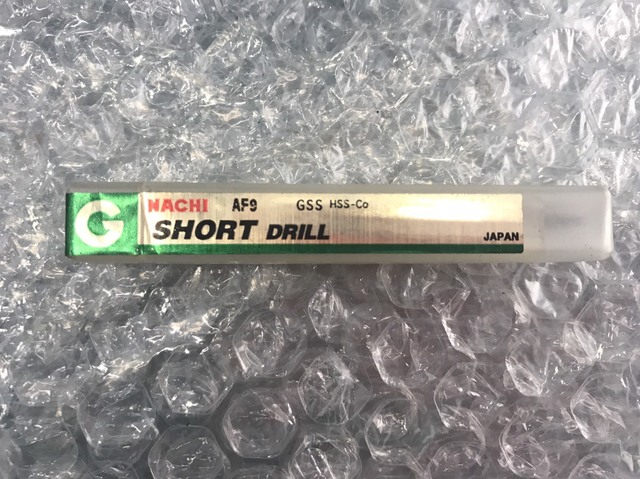 G
NACHI AF9 GSS HSS-Co
SHORT DRILL
JAPAN